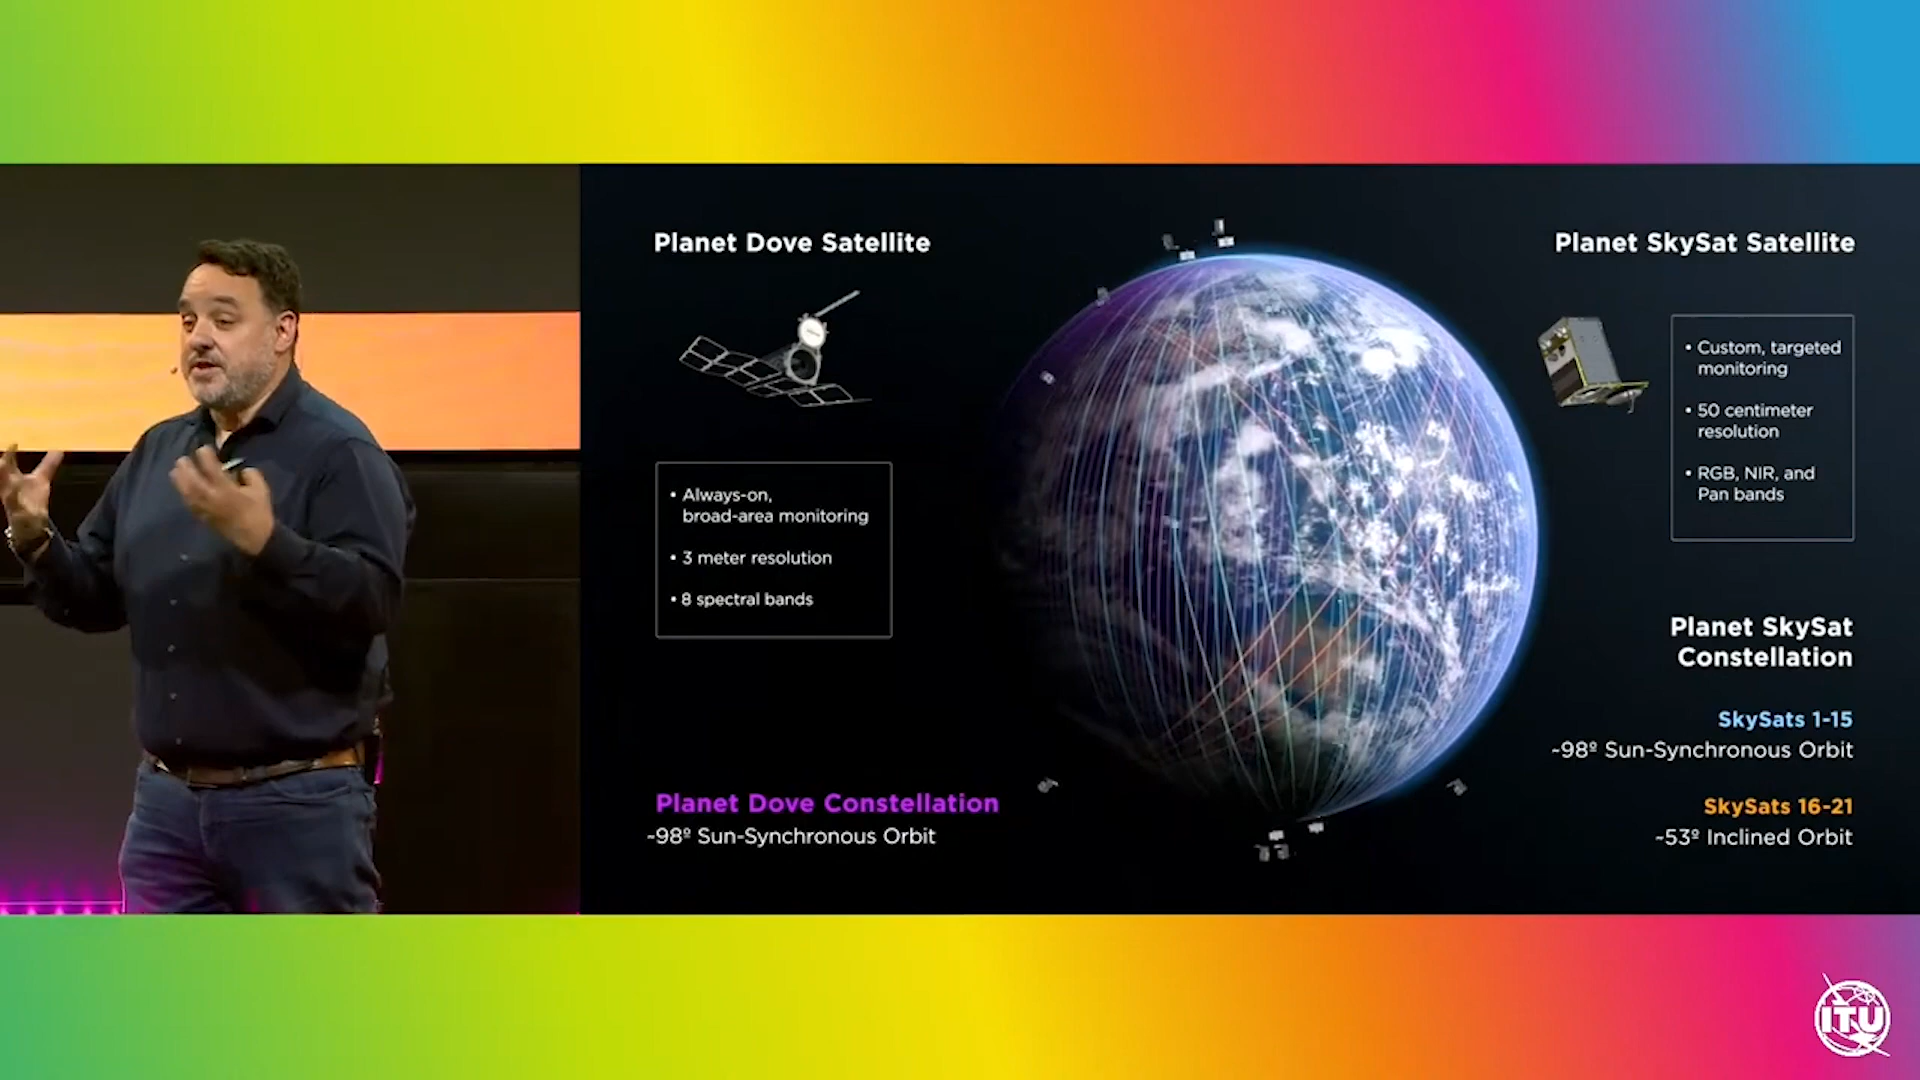 Planet Dove Satellite
• Always-on,
broad-area monitoring
• 3 meter resolution
• 8 spectral bands
Planet Dove Constellation
~98º Sun-Synchronous Orbit
Planet SkySat Satellite
• Custom, targeted
monitoring
• 50 centimeter
resolution
• RGB, NIR, and
Pan bands
Planet SkySat
Constellation
SkySats 1-15
~98º Sun-Synchronous Orbit
SkySats 16-21
~53º Inclined Orbit
ITU